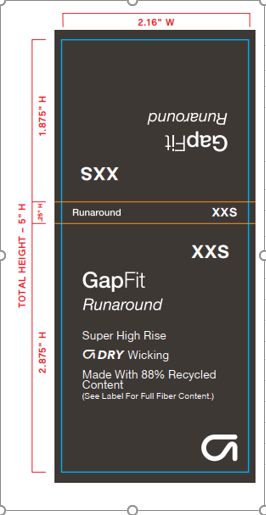 2.16" W
1.875" H
.25" H
2.875" H
TOTAL HEIGHT – 5" H
GapFit
Runaround
XXS
Runaround XXS
XXS
GapFit
Runaround
Super High Rise
DRY Wicking
Made With 88% Recycled
Content
(See Label For Full Fiber Content.)